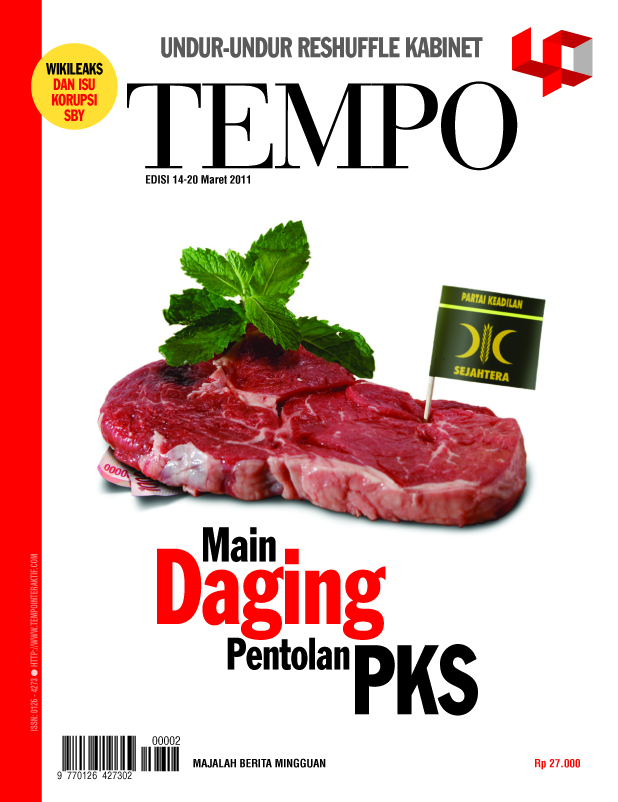 UNDUR-UNDUR RESHUFFLE KABINET
WIKILEAKS
DAN ISU
KORUPSI
SBY
TEMPO
EDISI 14-20 Maret 2011
PARTAI KEADILAN
SEJAHTERA
0000
Main
Daging
Pentolan PKS
ISSN: 0126 - 4273 ● HTTP://WWW.TEMPOINTERAKTIF.COM
00002
9 770126 427302
MAJALAH BERITA MINGGUAN
Rp 27.000